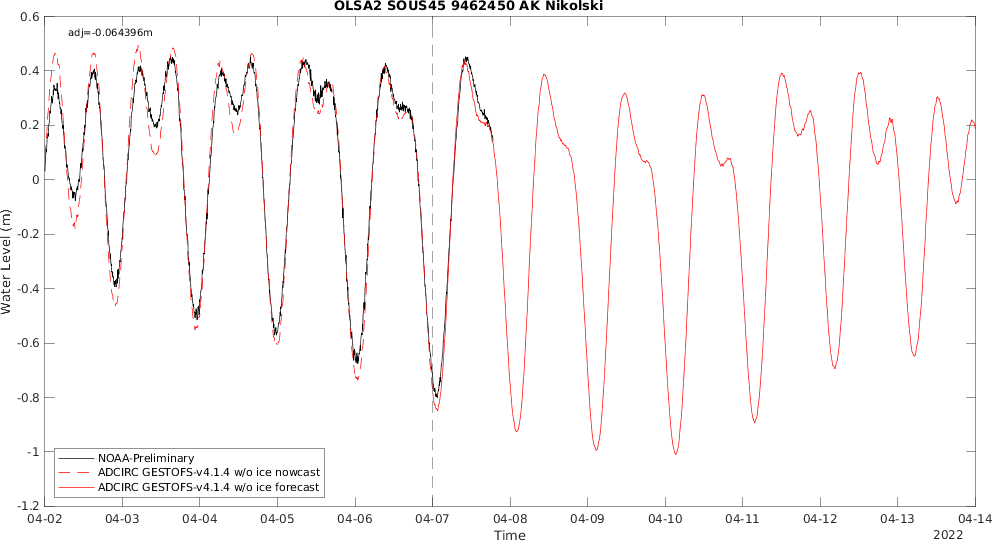 OLSA2 SOUS45 9462450 AK Nikolski
adj=-0.064396m
0.6
0.4
0.2
0
-0.2
-0.4
-0.6
-0.8
-1
-1.2
Water Level (m)
NOAA-Preliminary
ADCIRC GESTOFS-v4.1.4 w/o ice nowcast
ADCIRC GESTOFS-v4.1.4 w/o ice forecast
04-02 04-03 04-04 04-05 04-06 04-07 04-08 04-09 04-10 04-11 04-12 04-13 04-14
Time
2022